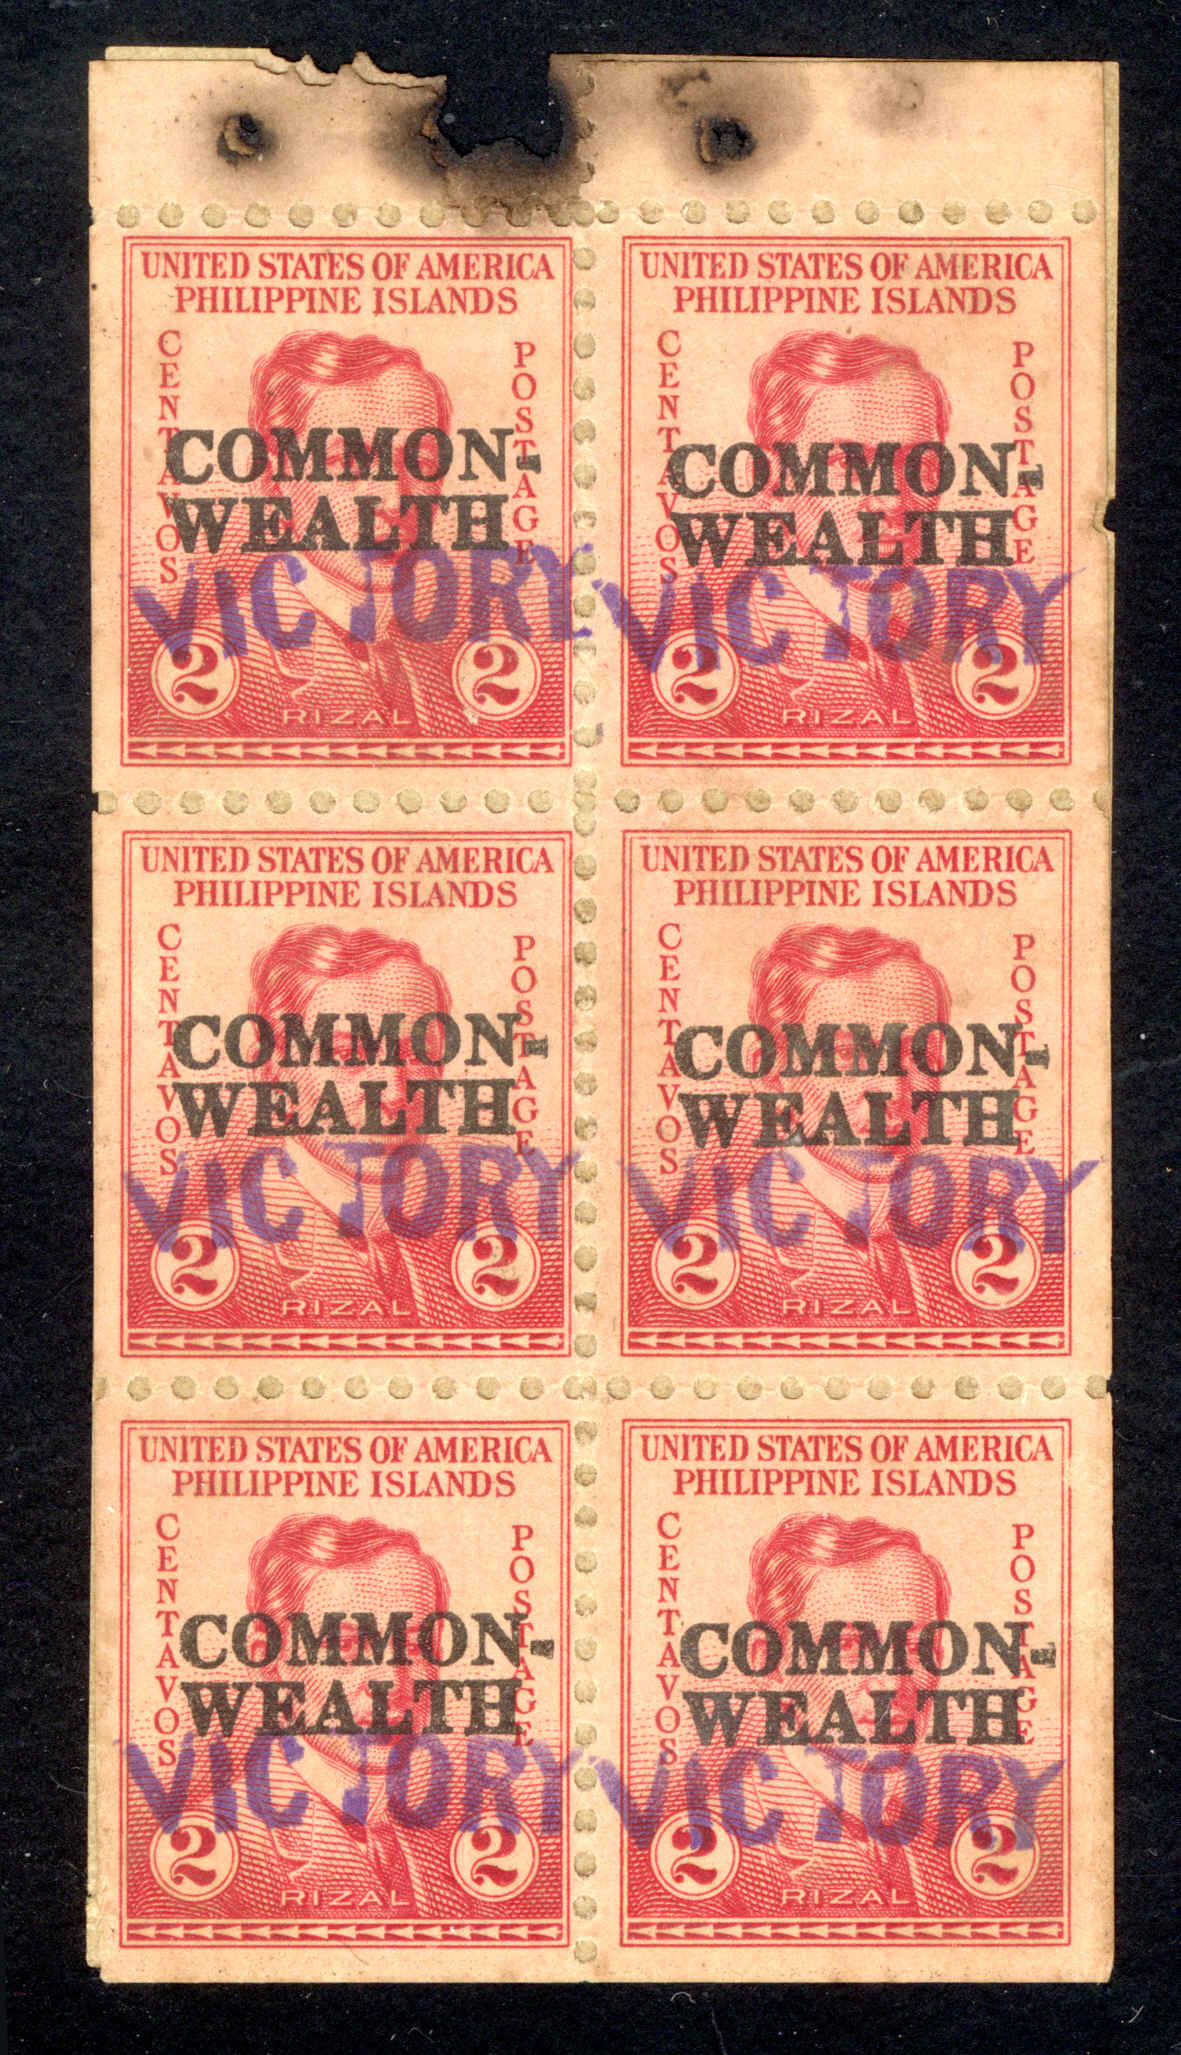 UNITED STATES OF AMERICA
PHILIPPINE ISLANDS
CENTAVOS
POSTAGE
COMMON-
WEALTH
VICTORY
2 2
RIZAL
UNITED STATES OF AMERICA
PHILIPPINE ISLANDS
CENTAVOS
POSTAGE
COMMON-
WEALTH
VICTORY
2 2
RIZAL
UNITED STATES OF AMERICA
PHILIPPINE ISLANDS
CENTAVOS
POSTAGE
COMMON-
WEALTH
VICTORY
2 2
RIZAL
UNITED STATES OF AMERICA
PHILIPPINE ISLANDS
CENTAVOS
POSTAGE
COMMON-
WEALTH
VICTORY
2 2
RIZAL
UNITED STATES OF AMERICA
PHILIPPINE ISLANDS
CENTAVOS
POSTAGE
COMMON-
WEALTH
VICTORY
2 2
RIZAL
UNITED STATES OF AMERICA
PHILIPPINE ISLANDS
CENTAVOS
POSTAGE
COMMON-
WEALTH
VICTORY
2 2
RIZAL